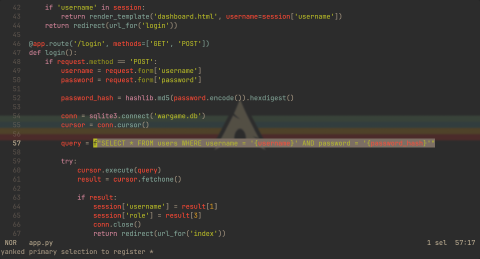 42 if 'username' in session:
43 return render_template('dashboard.html', username=session['username'])
44 return redirect(url_for('login'))
45
46 @app.route('/login', methods=['GET', 'POST'])
47 def login():
48 if request.method == 'POST':
49 username = request.form['username']
50 password = request.form['password']
51
52 password_hash = hashlib.md5(password.encode()).hexdigest()
53
54 conn = sqlite3.connect('wargame.db')
55 cursor = conn.cursor()
56
57 query = f"SELECT * FROM users WHERE username = '{username}' AND password = '{password_hash}'"
58
59 try:
60 cursor.execute(query)
61 result = cursor.fetchone()
62
63 if result:
64 session['username'] = result[1]
65 session['role'] = result[3]
66 conn.close()
67 return redirect(url_for('index'))
NOR app.py 1 sel 57:17
yanked primary selection to register *